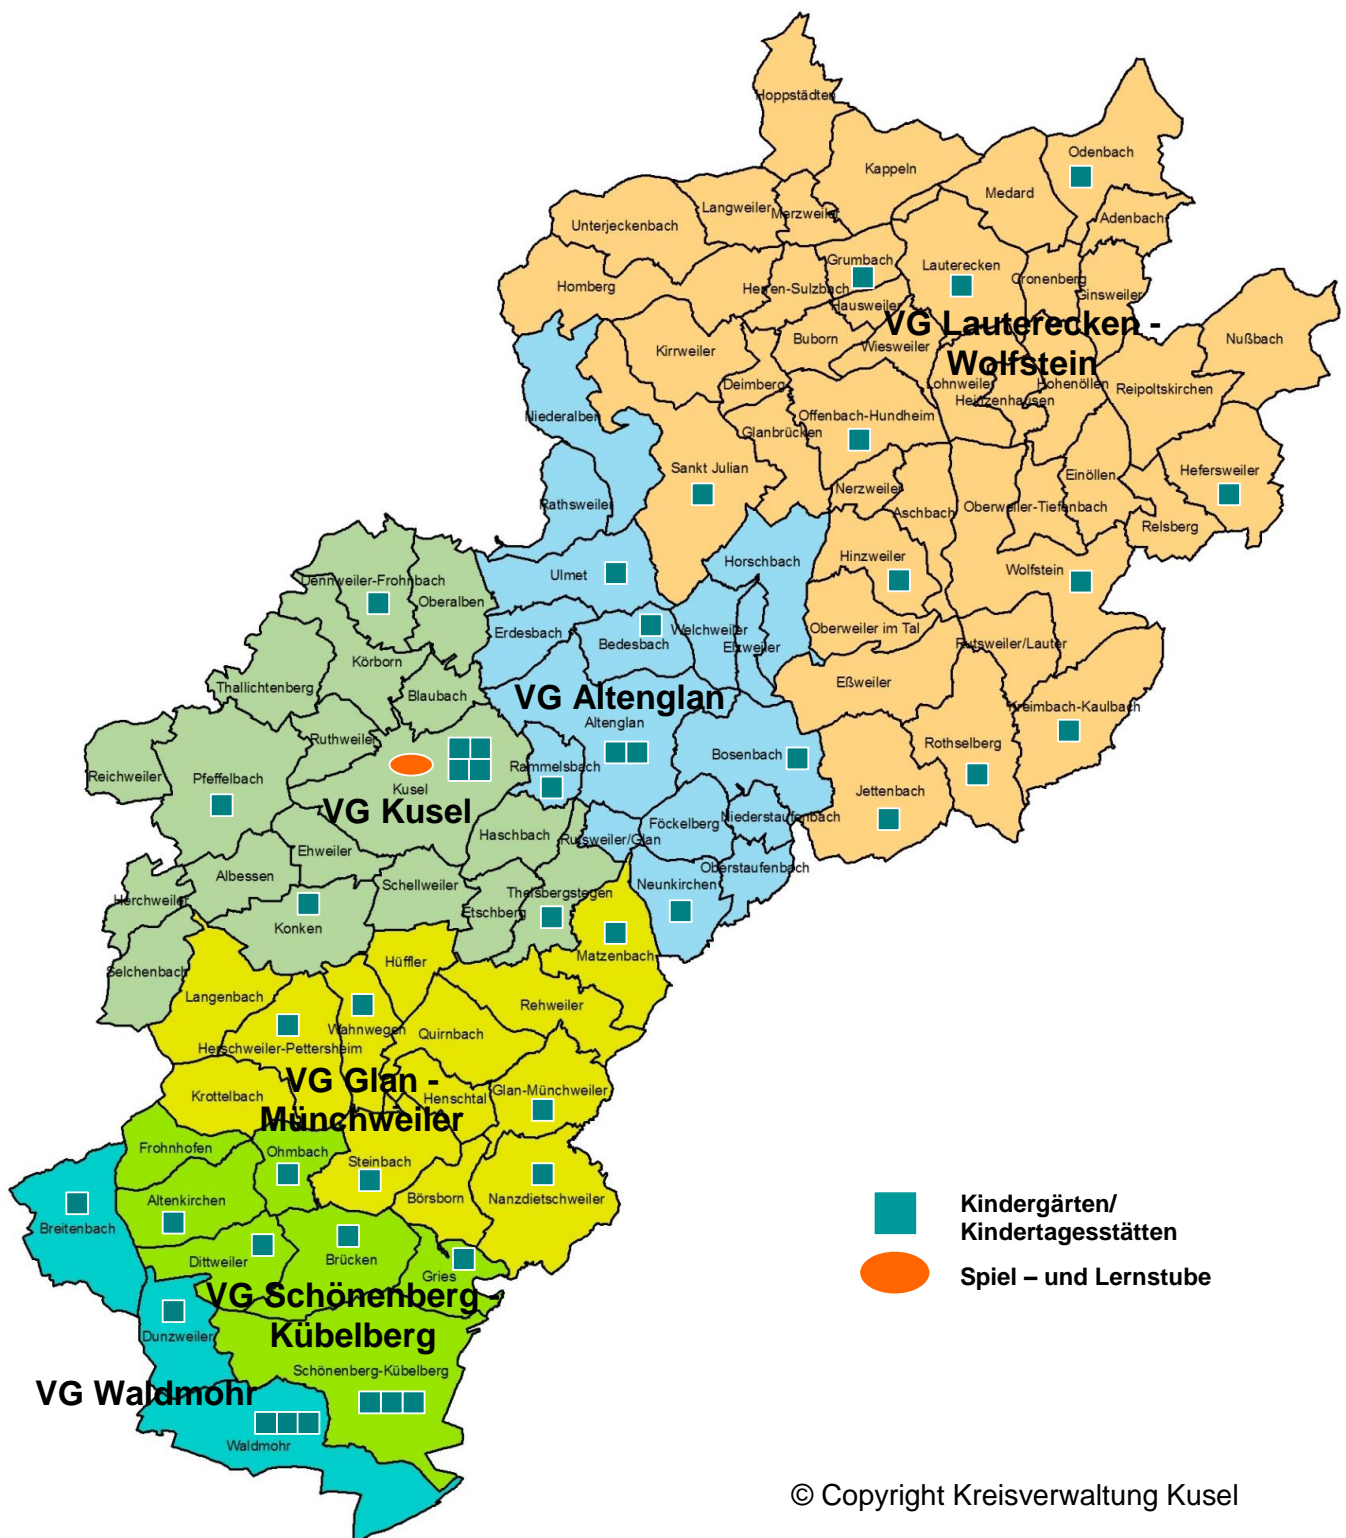 Hoppstädten
Odenbach
Kappeln
Medard
Langweiler
Merzweiler
Adenbach
Unterjeckenbach
Grumbach
Lauterecken
Cronenberg
Homberg
Herren-Sulzbach
Ginsweiler
Hausweiler
VG Lauterecken -
Wolfstein
Buborn
Wiesweiler
Nußbach
Kirrweiler
Deimberg
Lohnweiler
Hohenöllen
Reipoltskirchen
Heinzenhausen
Niederalben
Offenbach-Hundheim
Glanbrücken
Sankt Julian
Einöllen
Hefersweiler
Nerzweiler
Rathsweiler
Aschbach
Oberweiler-Tiefenbach
Relsberg
Horschbach
Hinzweiler
Wolfstein
Ulmet
Dennweiler-Frohnbach
Oberalben
Erdesbach
Bedesbach
Welchweiler
Elzweiler
Oberweiler im Tal
Rutsweiler/Lauter
Körborn
Thallichtenberg
Blaubach
VG Altenglan
Eßweiler
Kreimbach-Kaulbach
Altenglan
Ruthweiler
Reichweiler
Pfeffelbach
Rammelsbach
Bosenbach
Rothselberg
Kusel
VG Kusel
Jettenbach
Haschbach
Rutsweiler/Glan
Föckelberg
Niederstaufenbach
Ehweiler
Albessen
Schellweiler
Theisbergstegen
Neunkirchen
Oberstaufenbach
Herchweiler
Etschberg
Konken
Matzenbach
Selchenbach
Hüffler
Langenbach
Rehweiler
Wahnwegen
Quirnbach
Herschweiler-Pettersheim
VG Glan -
Münchweiler
Krottelbach
Henschtal
Glan-Münchweiler
Frohnhofen
Ohmbach
Steinbach
Altenkirchen
Börsborn
Nanzdietschweiler
Breitenbach
Dittweiler
Brücken
Gries
VG Schönenberg -
Kübelberg
Dunzweiler
Schönenberg-Kübelberg
VG Waldmohr
Waldmohr
Kindergärten/
Kindertagesstätten
Spiel – und Lernstube
© Copyright Kreisverwaltung Kusel